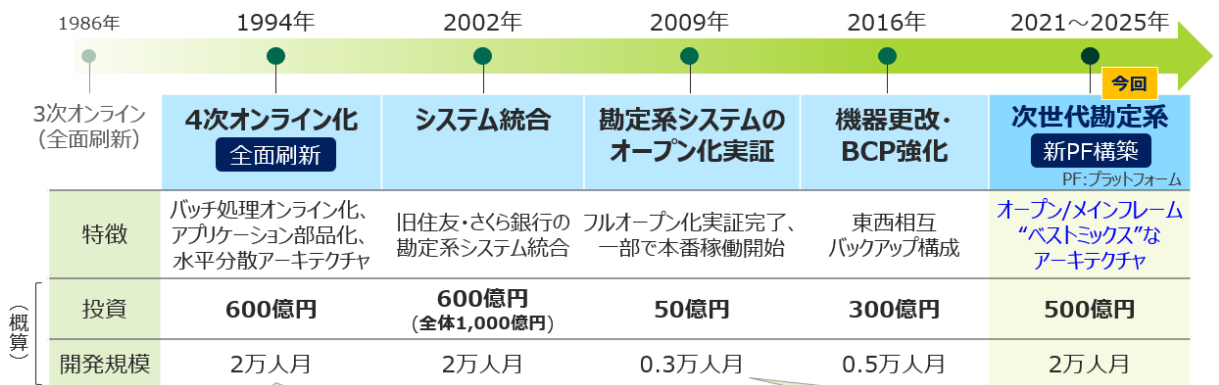 1986年
1994年
2002年
2009年
2016年
2021～2025年
今回
3次オンライン
(全面刷新)
4次オンライン化
全面刷新
システム統合
勘定系システムの
オープン化実証
機器更改・
BCP強化
次世代勘定系
新PF構築
PF:プラットフォーム
特徴
バッチ処理オンライン化、
アプリケーション部品化、
水平分散アーキテクチャ
旧住友・さくら銀行の
勘定系システム統合
フルオープン化実証完了、
一部で本番稼働開始
東西相互
バックアップ構成
オープン/メインフレーム
“ベストミックス”な
アーキテクチャ
(概算)
投資
600億円
600億円
(全体1,000億円)
50億円
300億円
500億円
開発規模
2万人月
2万人月
0.3万人月
0.5万人月
2万人月